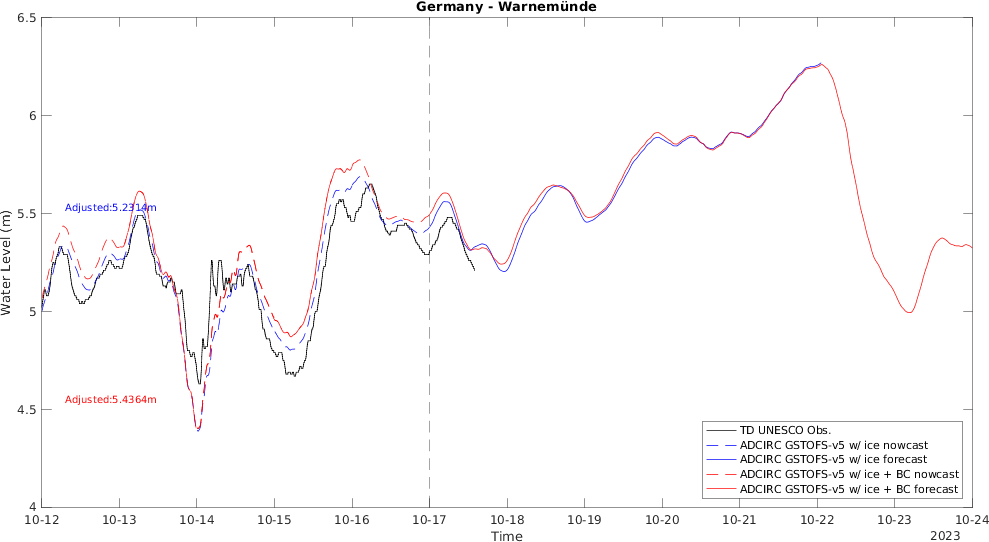 Germany - Warnemünde
6.5
6
5.5
5
4.5
4
Water Level (m)
Adjusted:5.2314m
Adjusted:5.4364m
TD UNESCO Obs.
ADCIRC GSTOFS-v5 w/ ice nowcast
ADCIRC GSTOFS-v5 w/ ice forecast
ADCIRC GSTOFS-v5 w/ ice + BC nowcast
ADCIRC GSTOFS-v5 w/ ice + BC forecast
10-12 10-13 10-14 10-15 10-16 10-17 10-18 10-19 10-20 10-21 10-22 10-23 10-24
Time
2023